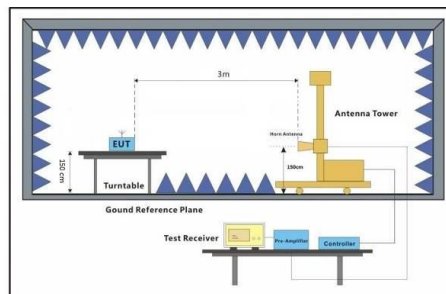 3m
Horn Antenna
Antenna Tower
EUT
150 cm
150cm
Turntable
Gound Reference Plane
Test Receiver
Pre-Amplifier
Controller